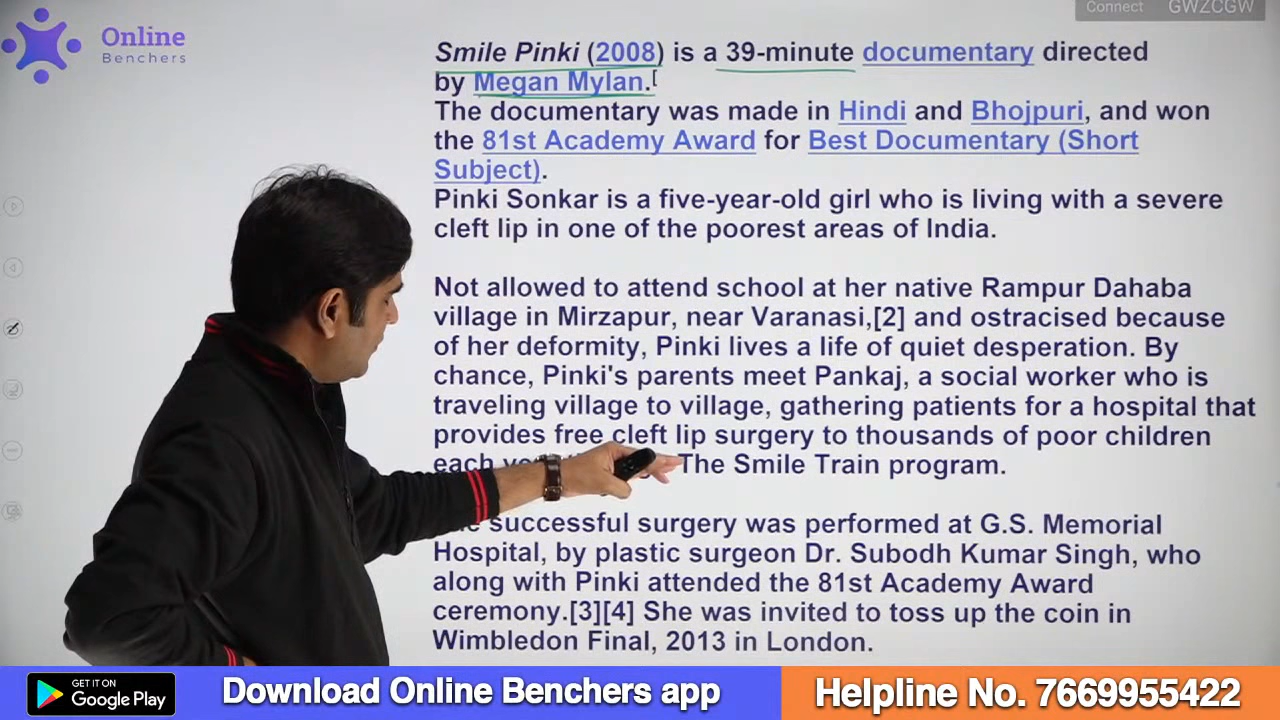 Online
Benchers
Connect GWZCGW
Smile Pinki (2008) is a 39-minute documentary directed
by Megan Mylan.[
The documentary was made in Hindi and Bhojpuri, and won
the 81st Academy Award for Best Documentary (Short
Subject).
Pinki Sonkar is a five-year-old girl who is living with a severe
cleft lip in one of the poorest areas of India.
Not allowed to attend school at her native Rampur Dahaba
village in Mirzapur, near Varanasi,[2] and ostracised because
of her deformity, Pinki lives a life of quiet desperation. By
chance, Pinki's parents meet Pankaj, a social worker who is
traveling village to village, gathering patients for a hospital that
provides free cleft lip surgery to thousands of poor children
each The Smile Train program.
successful surgery was performed at G.S. Memorial
Hospital, by plastic surgeon Dr. Subodh Kumar Singh, who
along with Pinki attended the 81st Academy Award
ceremony.[3][4] She was invited to toss up the coin in
Wimbledon Final, 2013 in London.
GET IT ON
Google Play
Download Online Benchers app
Helpline No. 7669955422